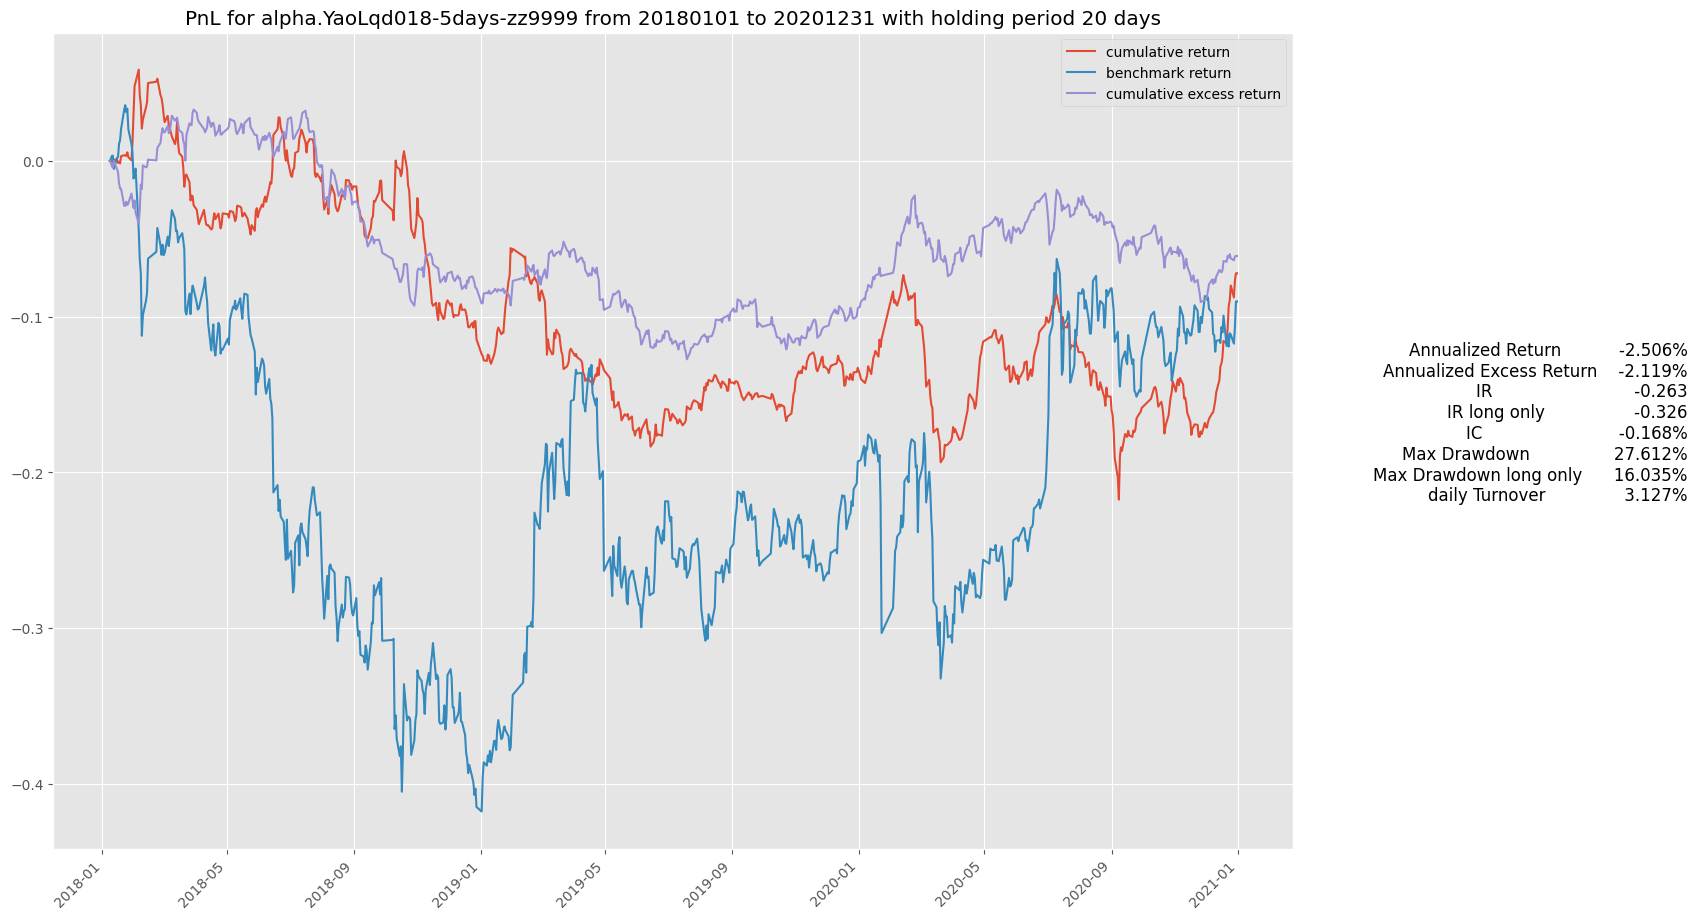 PnL for alpha.YaoLqd018-5days-zz9999 from 20180101 to 20201231 with holding period 20 days
cumulative return
benchmark return
cumulative excess return
0.0
−0.1
−0.2
−0.3
−0.4
2018-01
2018-05
2018-09
2019-01
2019-05
2019-09
2020-01
2020-05
2020-09
2021-01
Annualized Return -2.506%
Annualized Excess Return -2.119%
IR -0.263
IR long only -0.326
IC -0.168%
Max Drawdown 27.612%
Max Drawdown long only 16.035%
daily Turnover 3.127%